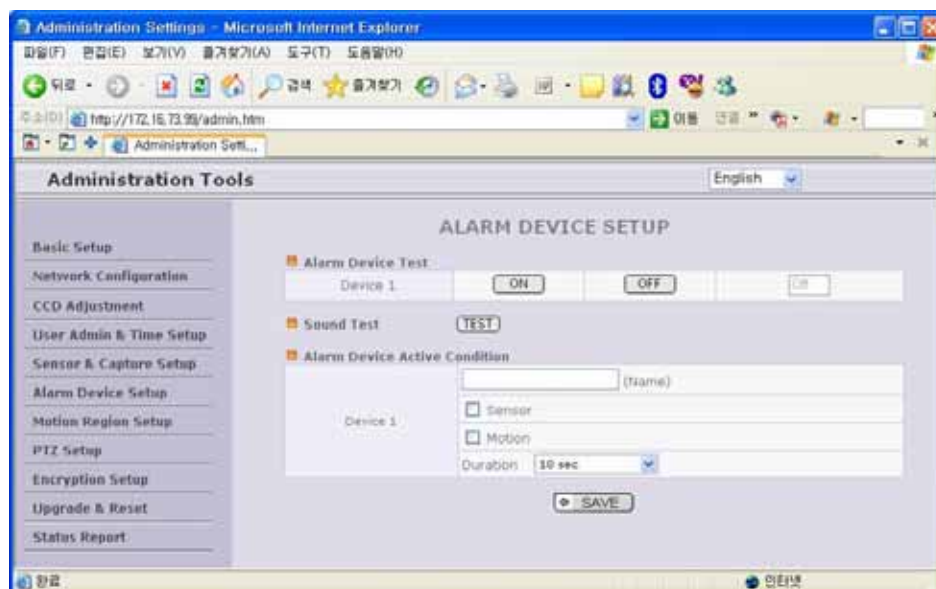 Administration Settings - Microsoft Internet Explorer
파일(F) 편집(E) 보기(V) 즐겨찾기(A) 도구(T) 도움말(H)
뒤로 검색 즐겨찾기
주소(D) http://172.16.73.99/admin.htm 이동 연결 »
Administration Sett...
Administration Tools English
ALARM DEVICE SETUP
Basic Setup
Network Configuration
CCD Adjustment
User Admin & Time Setup
Sensor & Capture Setup
Alarm Device Setup
Motion Region Setup
PTZ Setup
Encryption Setup
Upgrade & Reset
Status Report
Alarm Device Test
Device 1 ON OFF Off
Sound Test TEST
Alarm Device Active Condition
Device 1
(Name)
Sensor
Motion
Duration 10 sec
SAVE
완료 인터넷